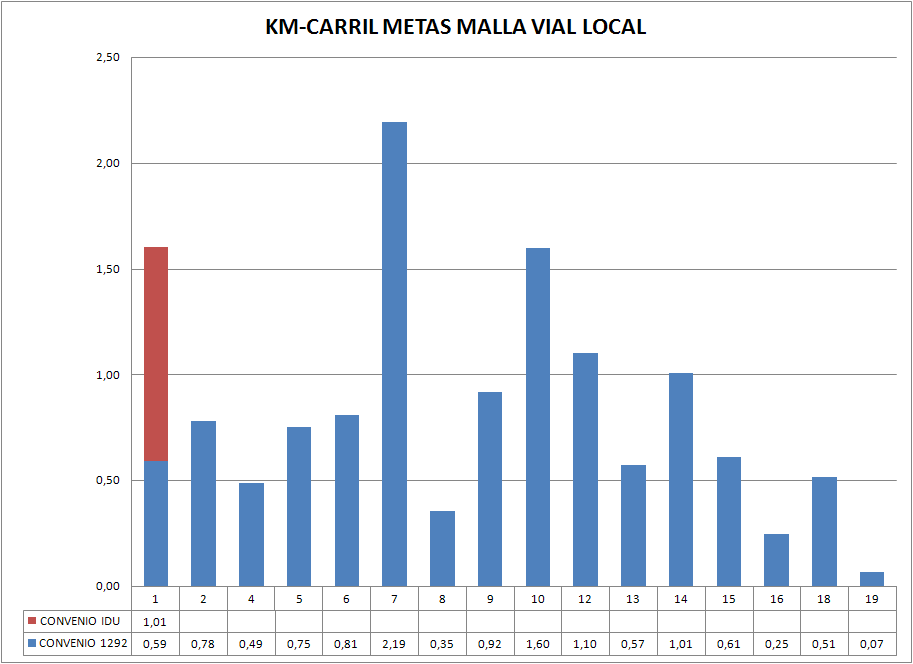 KM-CARRIL METAS MALLA VIAL LOCAL
2,50
2,00
1,50
1,00
0,50
0,00
1 2 4 5 6 7 8 9 10 12 13 14 15 16 18 19
CONVENIO IDU 1,01
CONVENIO 1292 0,59 0,78 0,49 0,75 0,81 2,19 0,35 0,92 1,60 1,10 0,57 1,01 0,61 0,25 0,51 0,07